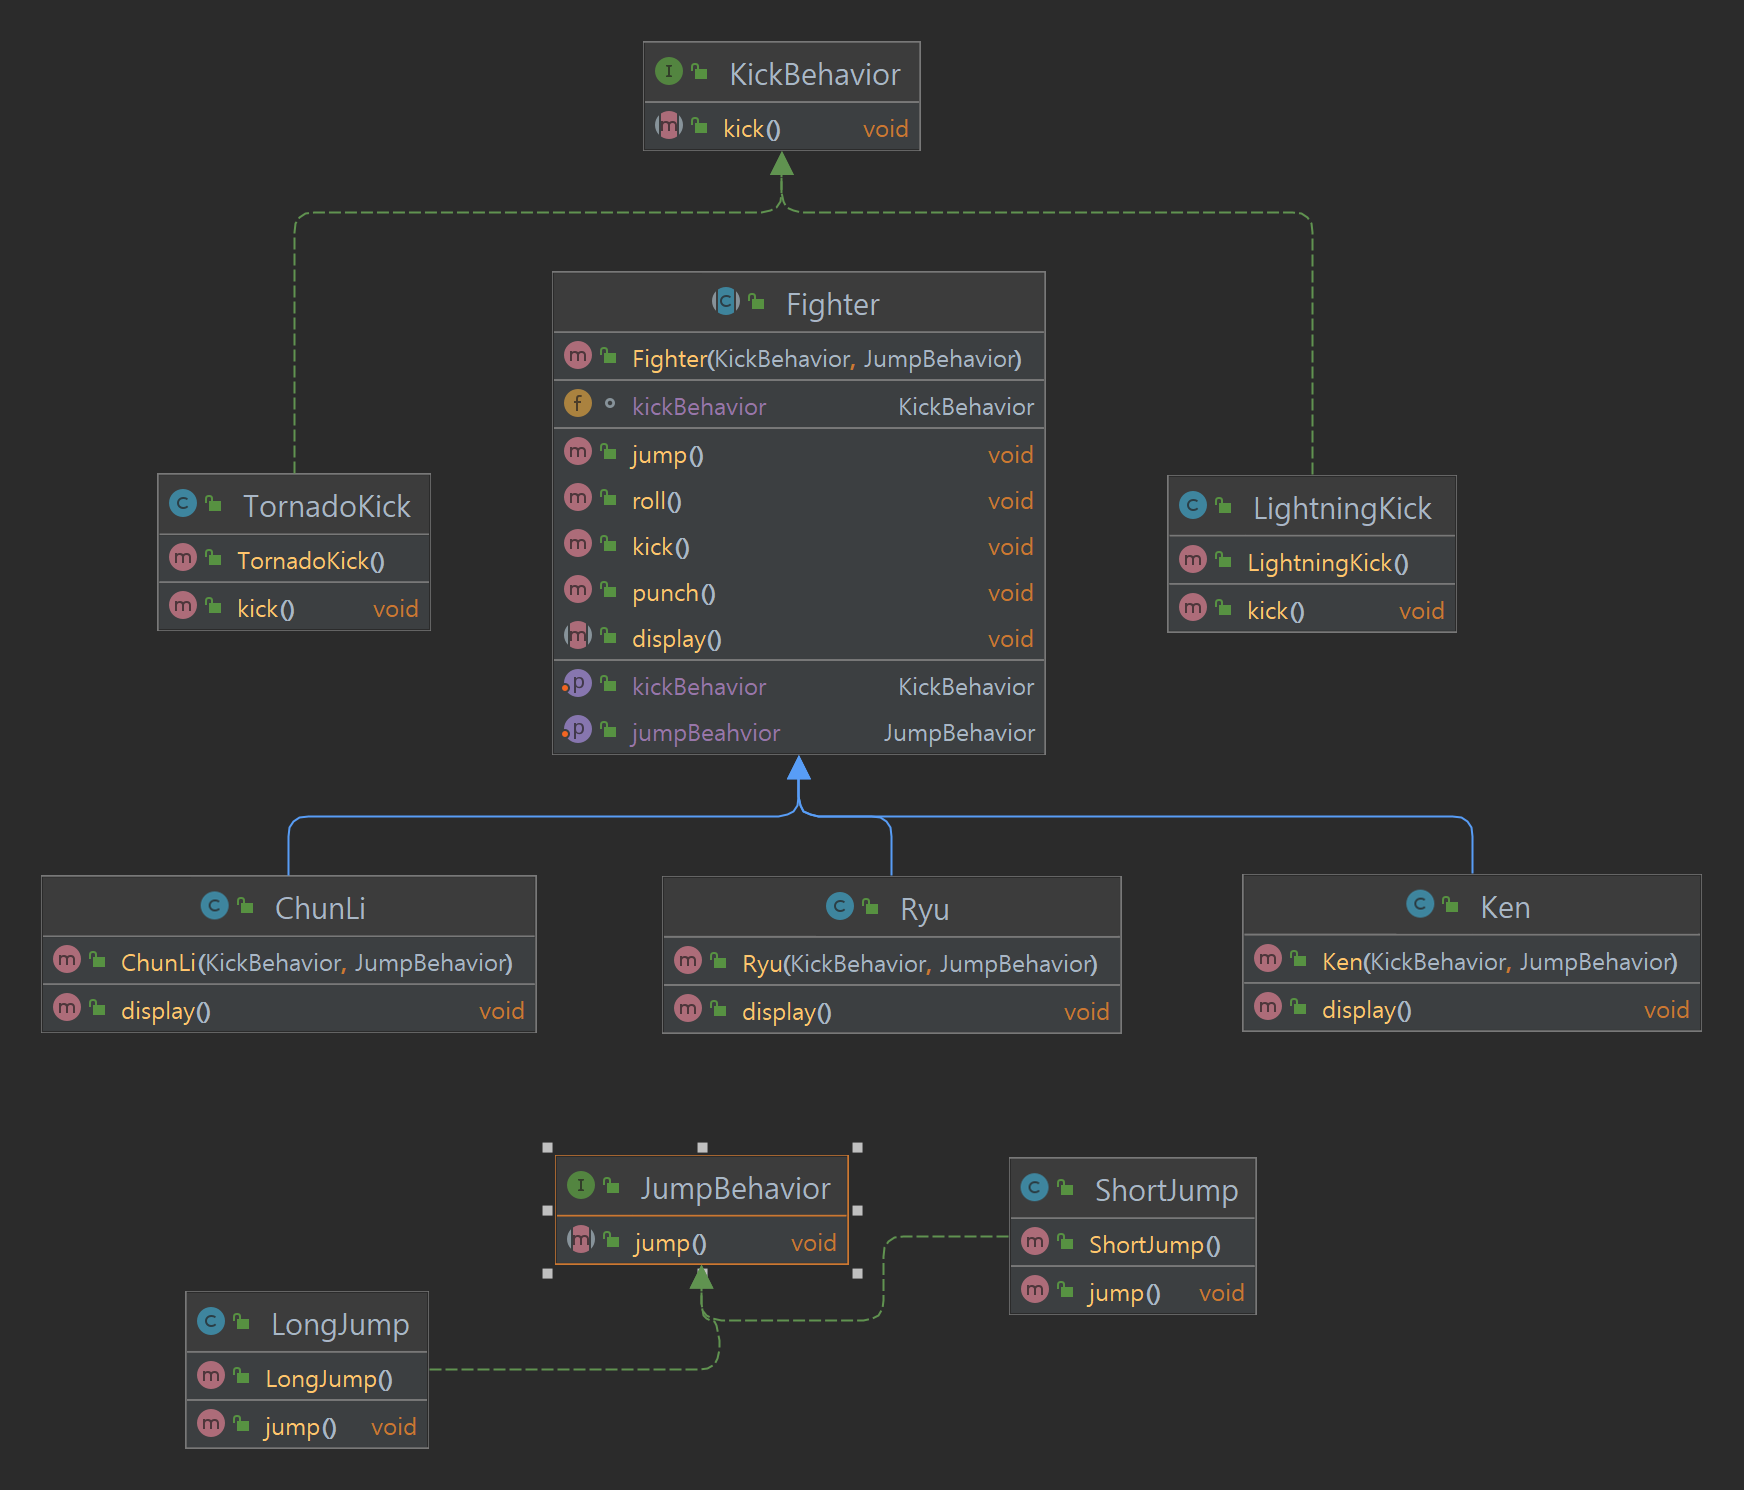 KickBehavior
kick() void
Fighter
Fighter(KickBehavior, JumpBehavior)
kickBehavior KickBehavior
jump() void
roll() void
kick() void
punch() void
display() void
kickBehavior KickBehavior
jumpBeahvior JumpBehavior
TornadoKick
TornadoKick()
kick() void
LightningKick
LightningKick()
kick() void
ChunLi
ChunLi(KickBehavior, JumpBehavior)
display() void
Ryu
Ryu(KickBehavior, JumpBehavior)
display() void
Ken
Ken(KickBehavior, JumpBehavior)
display() void
JumpBehavior
jump() void
ShortJump
ShortJump()
jump() void
LongJump
LongJump()
jump() void